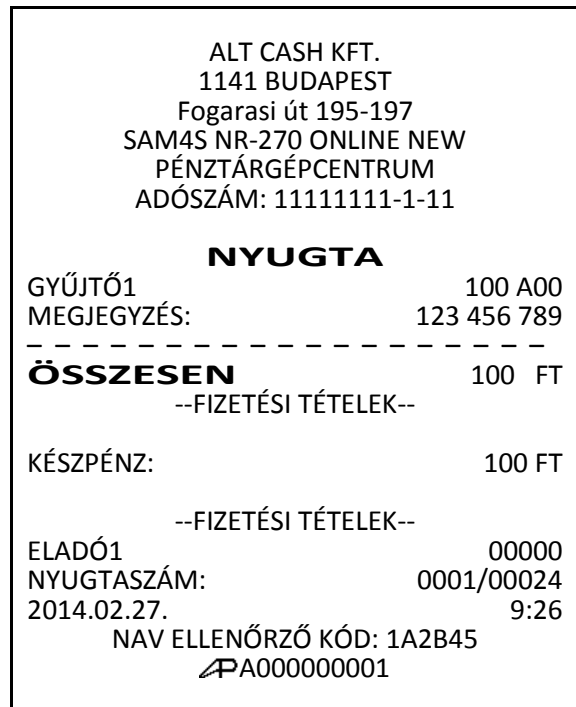 ALT CASH KFT.
1141 BUDAPEST
Fogarasi út 195-197
SAM4S NR-270 ONLINE NEW
PÉNZTÁRGÉPCENTRUM
ADÓSZÁM: 11111111-1-11
NYUGTA
GYŰJTŐ1 100 A00
MEGJEGYZÉS: 123 456 789
ÖSSZESEN 100 FT
--FIZETÉSI TÉTELEK--
KÉSZPÉNZ: 100 FT
--FIZETÉSI TÉTELEK--
ELADÓ1 00000
NYUGTASZÁM: 0001/00024
2014.02.27. 9:26
NAV ELLENŐRZŐ KÓD: 1A2B45
AP A000000001